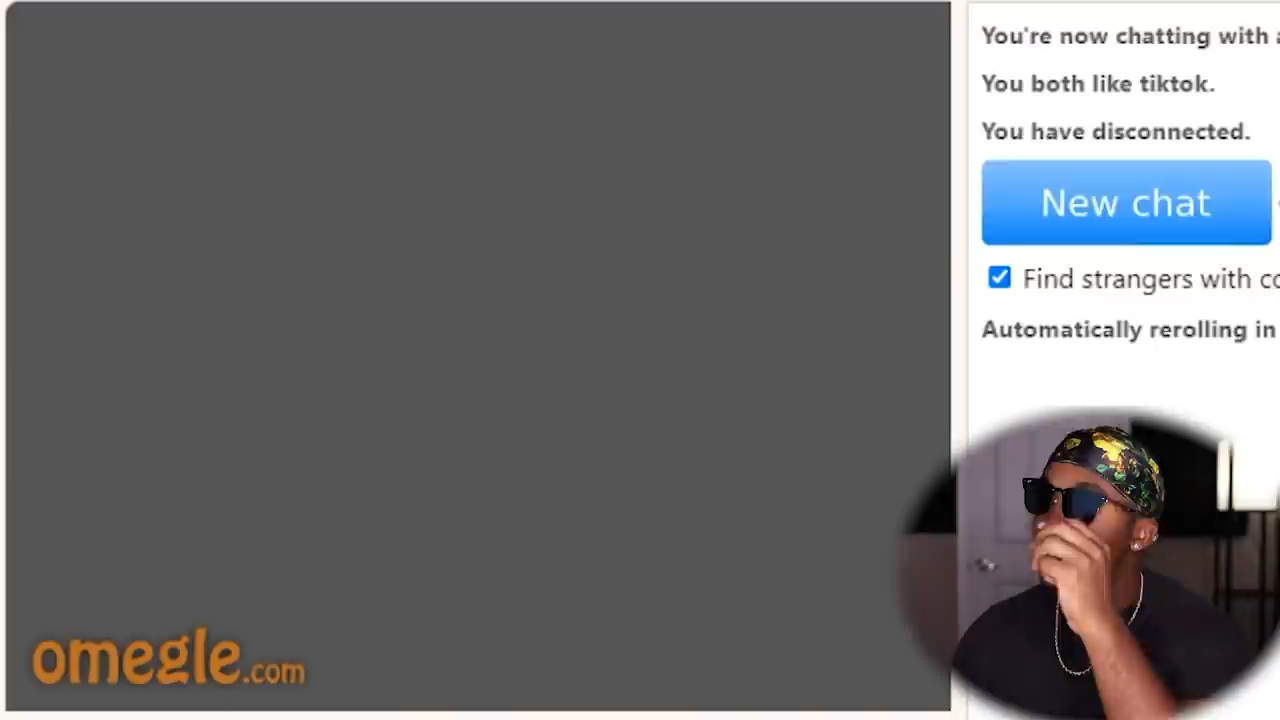 You're now chatting with a
You both like tiktok.
You have disconnected.
New chat
Find strangers with co
Automatically rerolling in
omegle.com